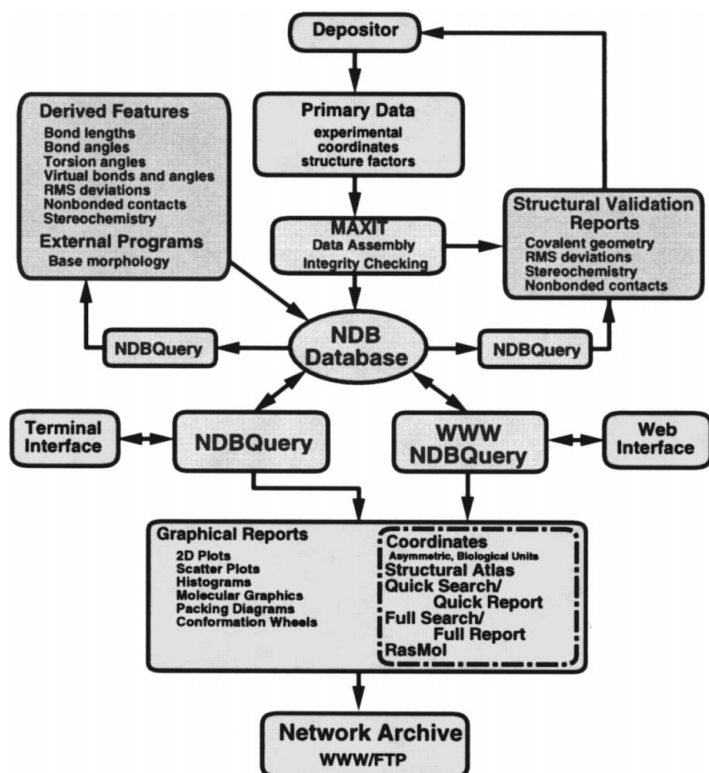 Depositor
Primary Data
experimental
coordinates
structure factors
Derived Features
Bond lengths
Bond angles
Torsion angles
Virtual bonds and angles
RMS deviations
Nonbonded contacts
Stereochemistry
External Programs
Base morphology
MAXIT
Data Assembly
Integrity Checking
Structural Validation
Reports
Covalent geometry
RMS deviations
Stereochemistry
Nonbonded contacts
NDBQuery
NDB
Database
NDBQuery
Terminal
Interface
NDBQuery
WWW
NDBQuery
Web
Interface
Graphical Reports
2D Plots
Scatter Plots
Histograms
Molecular Graphics
Packing Diagrams
Conformation Wheels
Coordinates
Asymmetric, Biological Units
Structural Atlas
Quick Search/
Quick Report
Full Search/
Full Report
RasMol
Network Archive
WWW/FTP